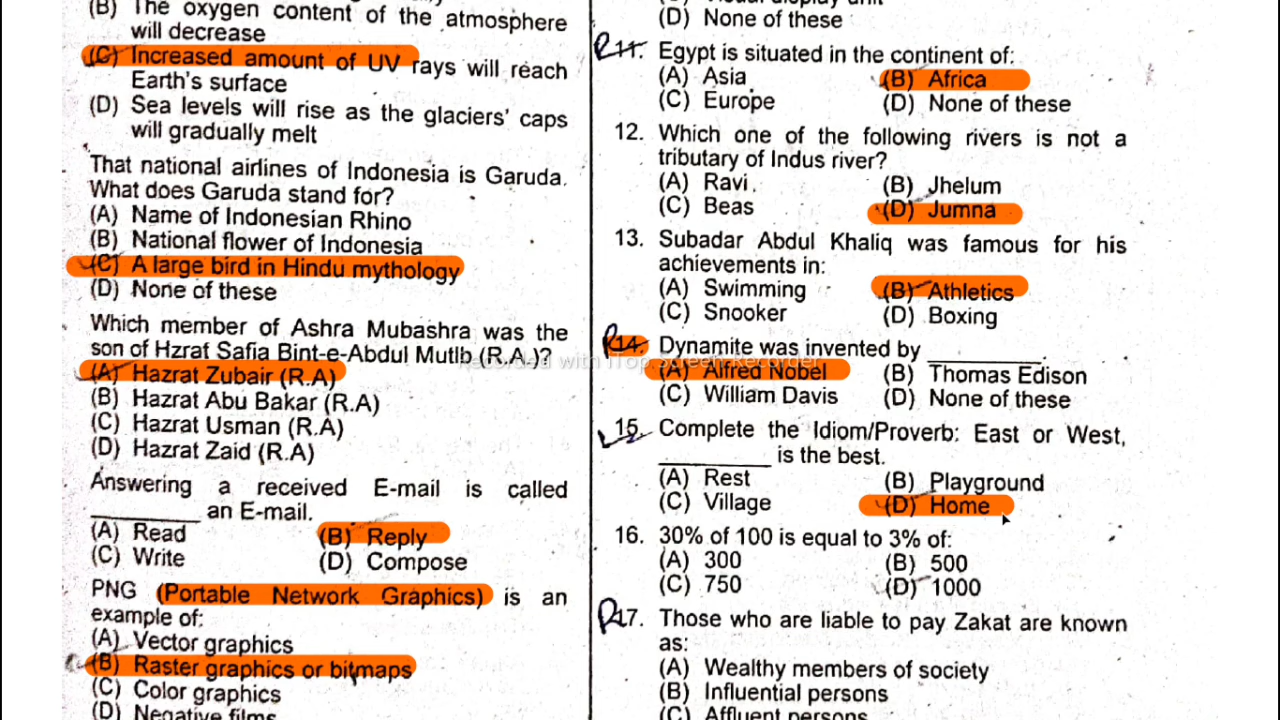 (B) The oxygen content of the atmosphere
will decrease
(C) Increased amount of UV rays will reach
Earth's surface
(D) Sea levels will rise as the glaciers' caps
will gradually melt
That national airlines of Indonesia is Garuda.
What does Garuda stand for?
(A) Name of Indonesian Rhino
(B) National flower of Indonesia
(C) A large bird in Hindu mythology
(D) None of these
Which member of Ashra Mubashra was the
son of Hzrat Safia Bint-e-Abdul Mutlb (R.A.)?
(A) Hazrat Zubair (R.A)
(B) Hazrat Abu Bakar (R.A)
(C) Hazrat Usman (R.A)
(D) Hazrat Zaid (R.A)
Answering a received E-mail is called
__________ an E-mail.
(A) Read (B) Reply
(C) Write (D) Compose
PNG (Portable Network Graphics) is an
example of:
(A) Vector graphics
(B) Raster graphics or bitmaps
(C) Color graphics
(D) Negative films
display unit
(D) None of these
R 11. Egypt is situated in the continent of:
(A) Asia (B) Africa
(C) Europe (D) None of these
12. Which one of the following rivers is not a
tributary of Indus river?
(A) Ravi. (B) Jhelum
(C) Beas (D) Jumna
13. Subadar Abdul Khaliq was famous for his
achievements in:
(A) Swimming (B) Athletics
(C) Snooker (D) Boxing
R 14. Dynamite was invented by __________.
(A) Alfred Nobel (B) Thomas Edison
(C) William Davis (D) None of these
15. Complete the Idiom/Proverb: East or West,
__________ is the best.
(A) Rest (B) Playground
(C) Village (D) Home
16. 30% of 100 is equal to 3% of:
(A) 300 (B) 500
(C) 750 (D) 1000
R 17. Those who are liable to pay Zakat are known
as:
(A) Wealthy members of society
(B) Influential persons
(C) Affluent persons
Recorded with iTop Screen Recorder